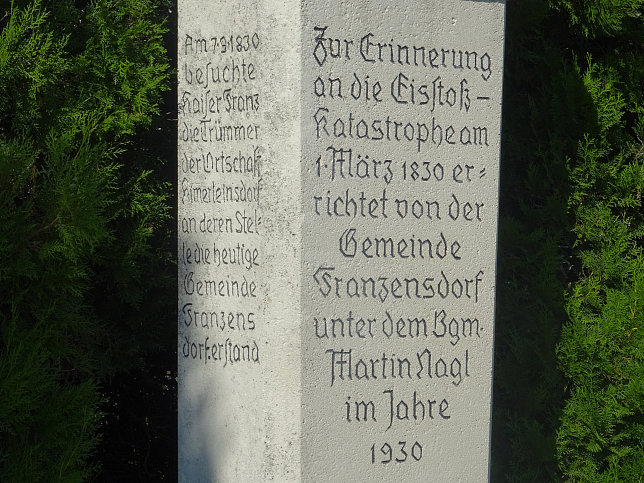 Am 7·3·1830
besuchte
Kaiser Franz
die Trümmer
der Ortschaft
Kimerleinsdorf
an deren Stel-
le die heutige
Gemeinde
Franzens
dorf erstand
Zur Erinnerung
an die Eisstoß-
Katastrophe am
1·März 1830 er-
richtet von der
Gemeinde
Franzensdorf
unter dem Bgm·
Martin Nagl
im Jahre
1930